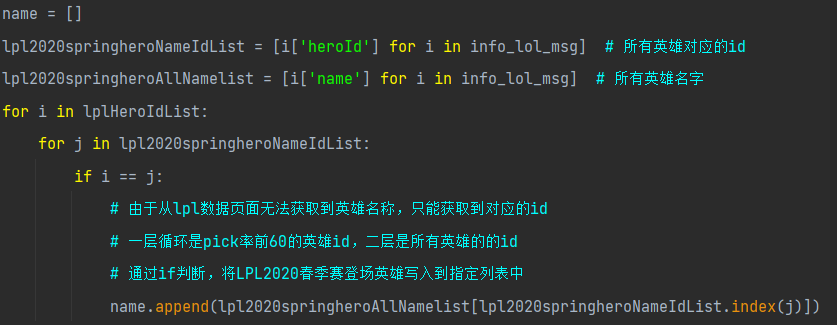 name = []
lpl2020springheroNameIdList = [i['heroId'] for i in info_lol_msg]  # 所有英雄对应的id
lpl2020springheroAllNamelist = [i['name'] for i in info_lol_msg]  # 所有英雄名字
for i in lplHeroIdList:
    for j in lpl2020springheroNameIdList:
        if i == j:
            # 由于从lpl数据页面无法获取到英雄名称，只能获取到对应的id
            # 一层循环是pick率前60的英雄id，二层是所有英雄的的id
            # 通过if判断，将LPL2020春季赛登场英雄写入到指定列表中
            name.append(lpl2020springheroAllNamelist[lpl2020springheroNameIdList.index(j)])